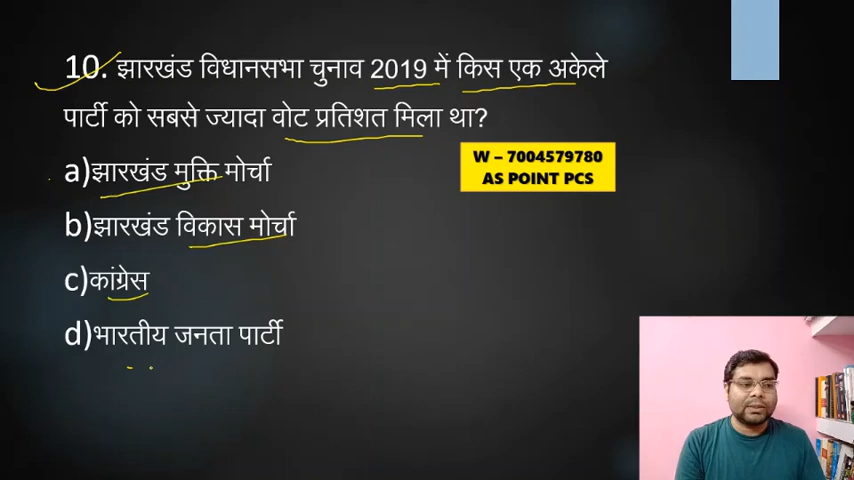 10. झारखंड विधानसभा चुनाव 2019 में किस एक अकेले
पार्टी को सबसे ज्यादा वोट प्रतिशत मिला था?
a)झारखंड मुक्ति मोर्चा
b)झारखंड विकास मोर्चा
c)कांग्रेस
d)भारतीय जनता पार्टी
W – 7004579780
AS POINT PCS